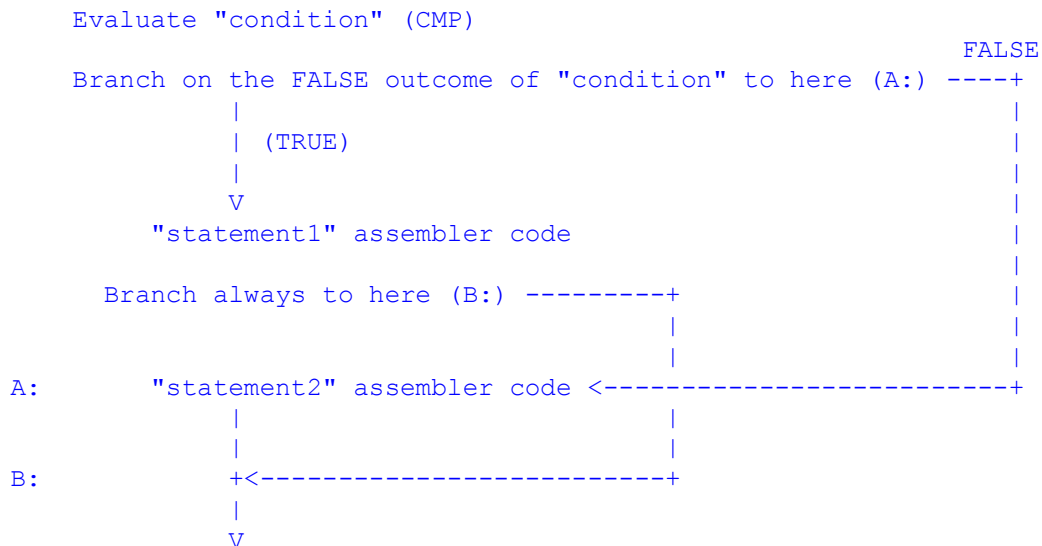 Evaluate "condition" (CMP)
FALSE
Branch on the FALSE outcome of "condition" to here (A:) ----+
| |
| (TRUE) |
| |
V |
"statement1" assembler code |
|
Branch always to here (B:) ---------+ |
| |
| |
A: "statement2" assembler code <--------------------------+
| |
| |
B: +<--------------------------+
|
V